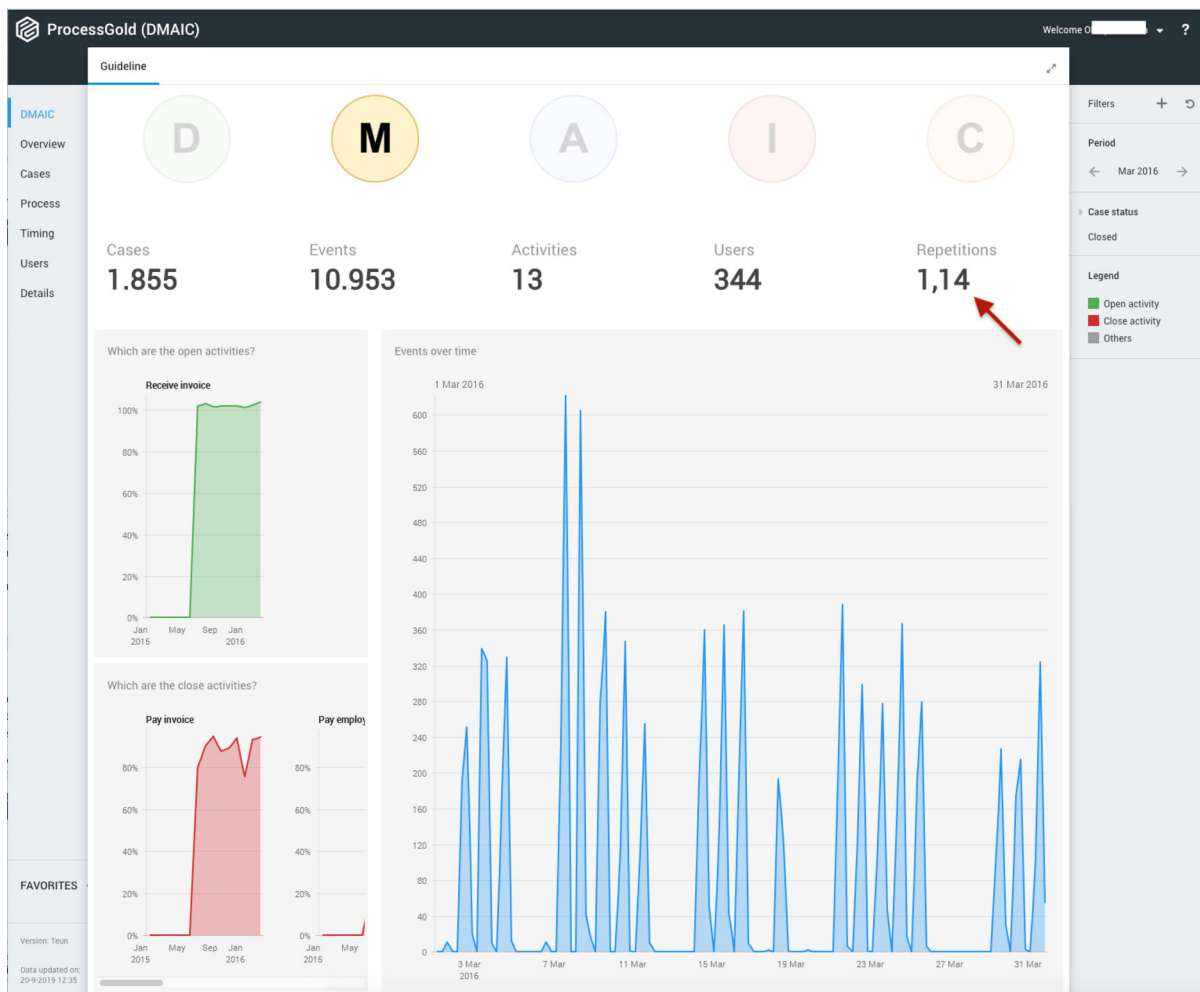 ProcessGold (DMAIC)
Welcome O
?
Guideline
DMAIC
Overview
Cases
Process
Timing
Users
Details
FAVORITES
Version: Teun
Data updated on:
20-9-2019 12:35
D M A I C
Cases Events Activities Users Repetitions
1.855 10.953 13 344 1,14
Which are the open activities?
Receive invoice
100%
80%
60%
40%
20%
0%
Jan May Sep Jan
2015 2016
Which are the close activities?
Pay invoice
80%
60%
40%
20%
0%
Jan May Sep Jan
2015 2016
Pay employ
80%
60%
40%
20%
0%
Jan May
2015
Events over time
1 Mar 2016 31 Mar 2016
600
560
520
480
440
400
360
320
280
240
200
160
120
80
40
0
3 Mar 7 Mar 11 Mar 15 Mar 19 Mar 23 Mar 27 Mar 31 Mar
2016
Filters
Period
Mar 2016
Case status
Closed
Legend
Open activity
Close activity
Others